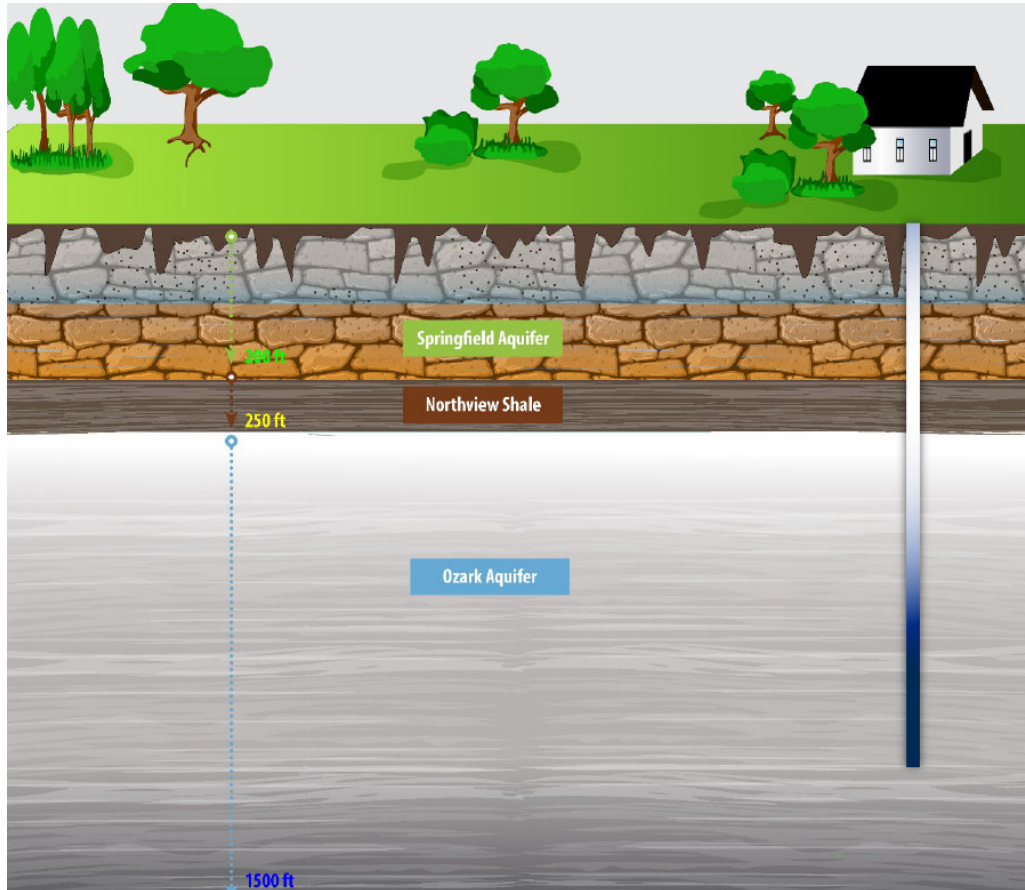 Springfield Aquifer
200 ft
Northview Shale
250 ft
Ozark Aquifer
1500 ft